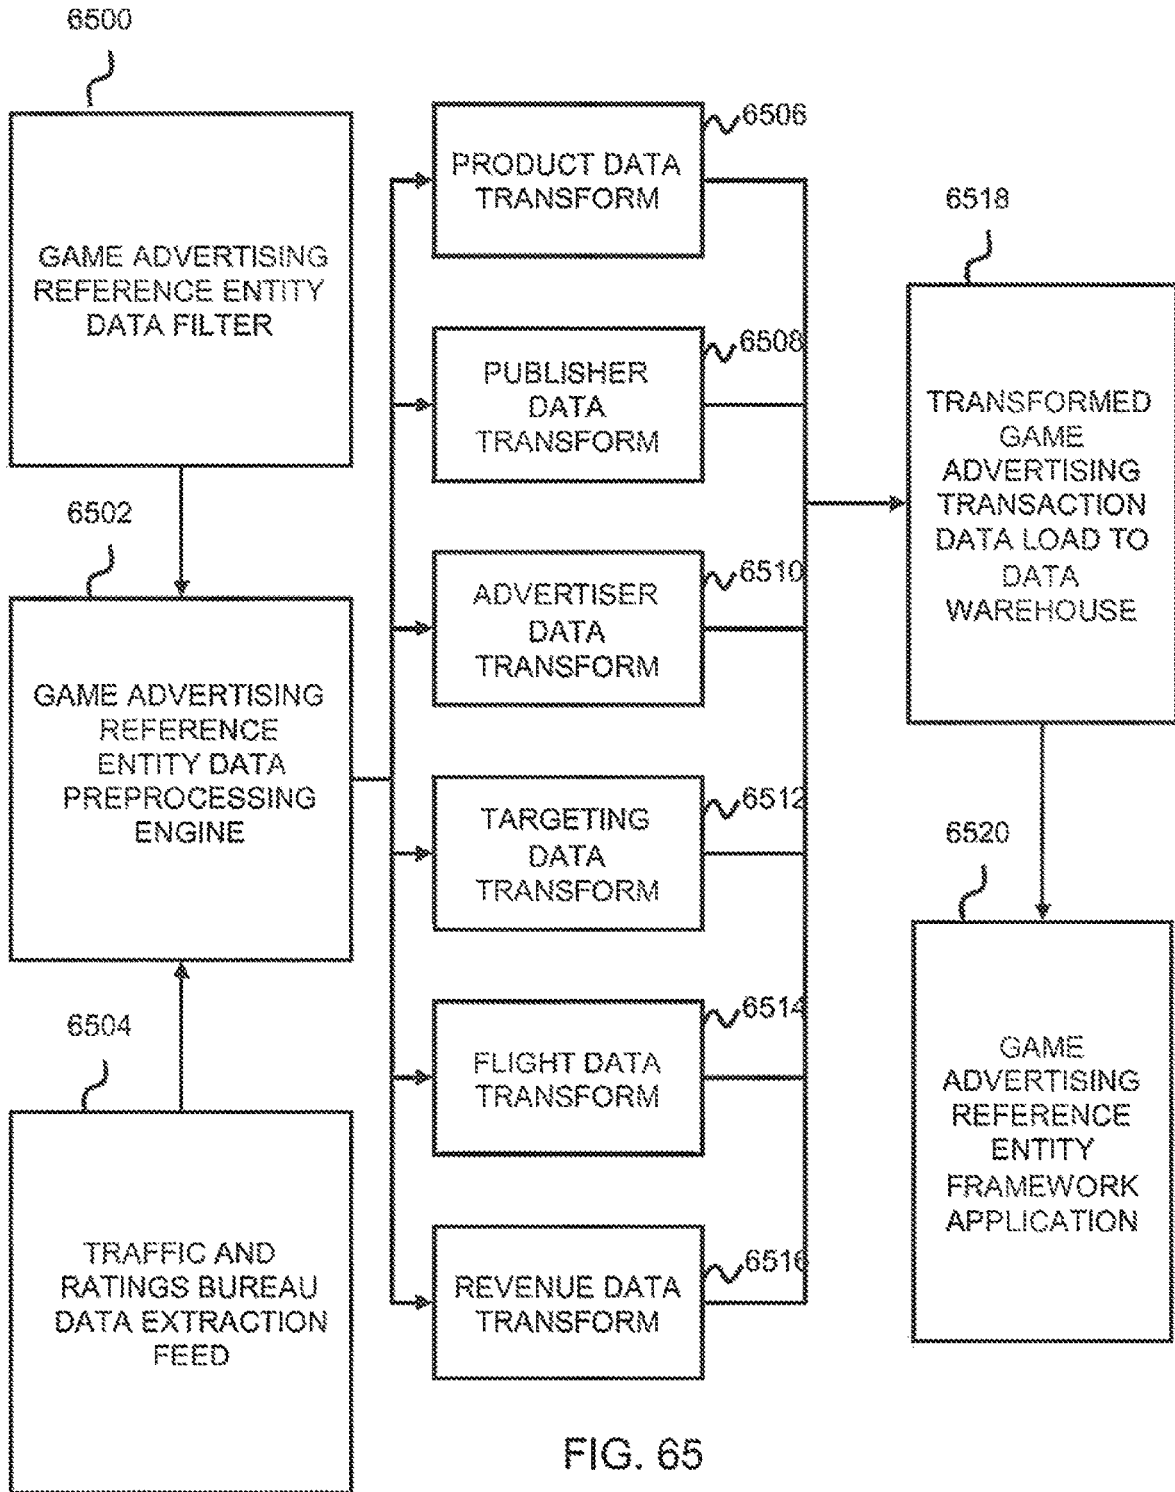 6500
GAME ADVERTISING
REFERENCE ENTITY
DATA FILTER
6502
GAME ADVERTISING
REFERENCE
ENTITY DATA
PREPROCESSING
ENGINE
6504
TRAFFIC AND
RATINGS BUREAU
DATA EXTRACTION
FEED
6506
PRODUCT DATA
TRANSFORM
6508
PUBLISHER
DATA
TRANSFORM
6510
ADVERTISER
DATA
TRANSFORM
6512
TARGETING
DATA
TRANSFORM
6514
FLIGHT DATA
TRANSFORM
6516
REVENUE DATA
TRANSFORM
6518
TRANSFORMED
GAME
ADVERTISING
TRANSACTION
DATA LOAD TO
DATA
WAREHOUSE
6520
GAME
ADVERTISING
REFERENCE
ENTITY
FRAMEWORK
APPLICATION
FIG. 65